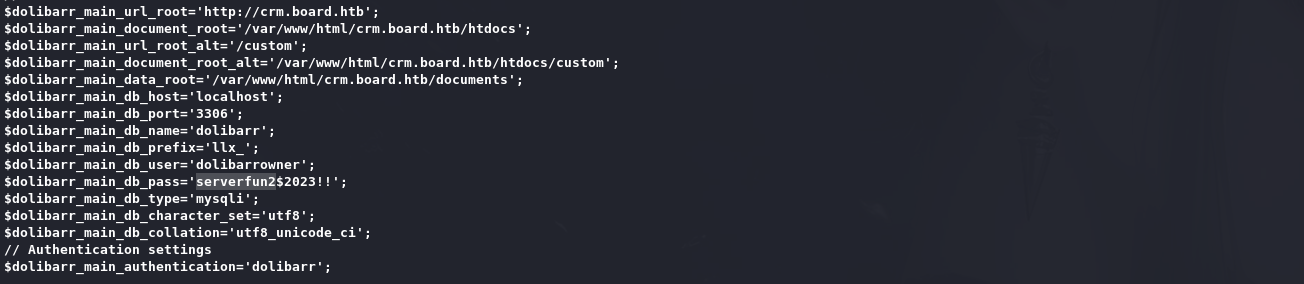 $dolibarr_main_url_root='http://crm.board.htb';
$dolibarr_main_document_root='/var/www/html/crm.board.htb/htdocs';
$dolibarr_main_url_root_alt='/custom';
$dolibarr_main_document_root_alt='/var/www/html/crm.board.htb/htdocs/custom';
$dolibarr_main_data_root='/var/www/html/crm.board.htb/documents';
$dolibarr_main_db_host='localhost';
$dolibarr_main_db_port='3306';
$dolibarr_main_db_name='dolibarr';
$dolibarr_main_db_prefix='llx_';
$dolibarr_main_db_user='dolibarrowner';
$dolibarr_main_db_pass='serverfun2$2023!!';
$dolibarr_main_db_type='mysqli';
$dolibarr_main_db_character_set='utf8';
$dolibarr_main_db_collation='utf8_unicode_ci';
// Authentication settings
$dolibarr_main_authentication='dolibarr';